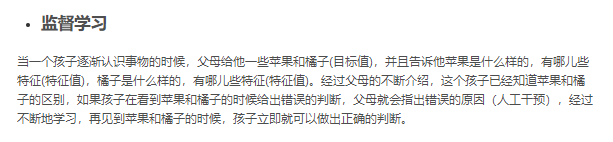 监督学习
当一个孩子逐渐认识事物的时候，父母给他一些苹果和橘子(目标值)，并且告诉他苹果是什么样的，有哪儿些
特征(特征值)，橘子是什么样的，有哪儿些特征(特征值)。经过父母的不断介绍，这个孩子已经知道苹果和橘
子的区别，如果孩子在看到苹果和橘子的时候给出错误的判断，父母就会指出错误的原因（人工干预），经过
不断地学习，再见到苹果和橘子的时候，孩子立即就可以做出正确的判断。